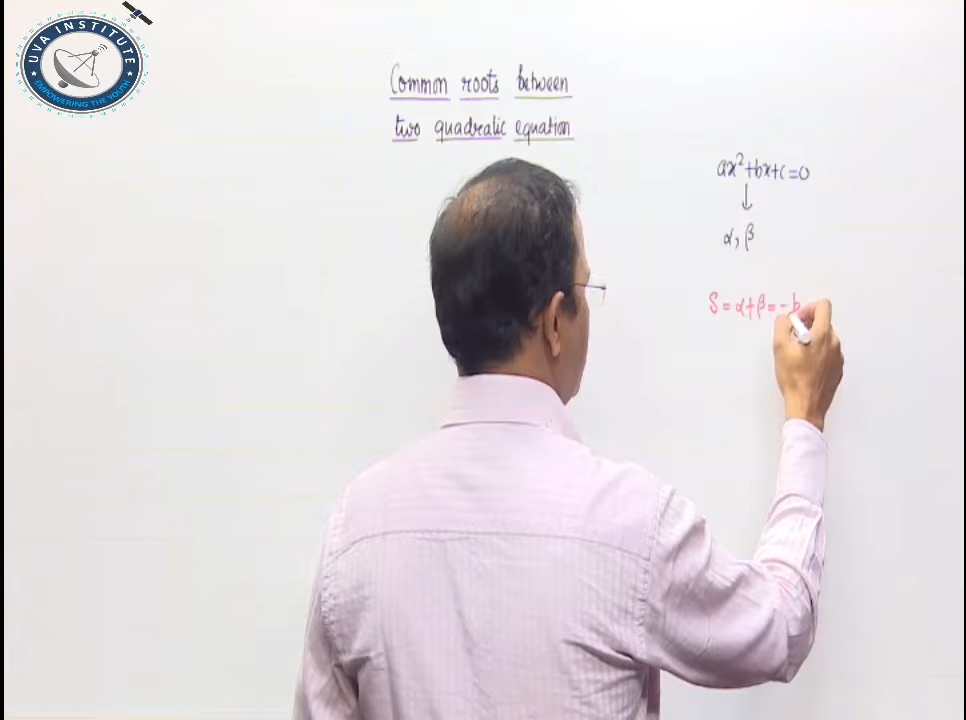 UVA INSTITUTE
EMPOWERING THE YOUTH
Common roots between
two quadratic equation
ax²+bx+c=0
↓
α, β
S = α+β = -b